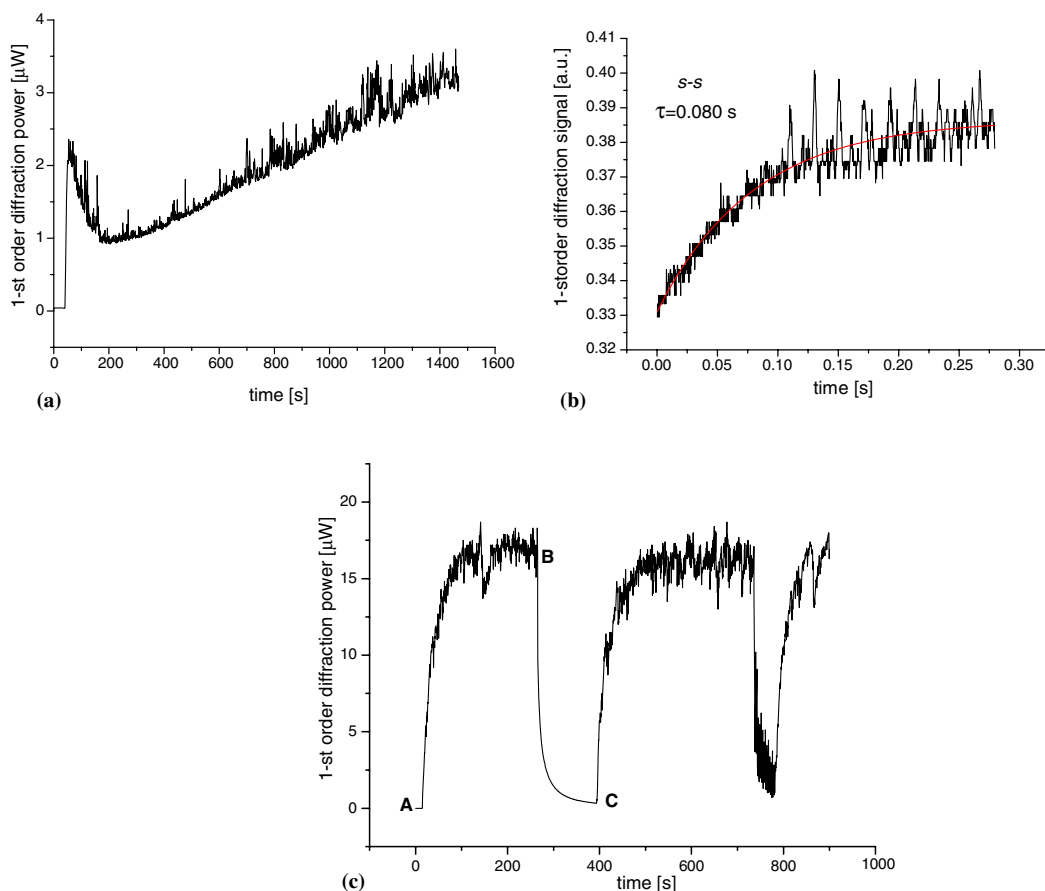 4
3
2
1
0
1-st order diffraction power [μW]
0 200 400 600 800 1000 1200 1400 1600
time [s]
(a)
0.41
0.40
0.39
0.38
0.37
0.36
0.35
0.34
0.33
0.32
1-storder diffraction signal [a.u.]
s-s
τ=0.080 s
0.00 0.05 0.10 0.15 0.20 0.25 0.30
time [s]
(b)
20
15
10
5
0
1-st order diffraction power [μW]
A
B
C
0 200 400 600 800 1000
time [s]
(c)